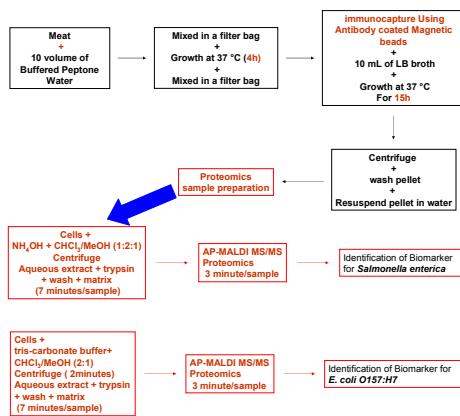 Meat
+
10 volume of
Buffered Peptone
Water
Mixed in a filter bag
+
Growth at 37 °C (4h)
+
Mixed in a filter bag
immunocapture Using
Antibody coated Magnetic
beads
+
10 mL of LB broth
+
Growth at 37 °C
For 15h
Centrifuge
+
wash pellet
+
Resuspend pellet in water
Proteomics
sample preparation
Cells +
NH₄OH + CHCl₃/MeOH (1:2:1)
Centrifuge
Aqueous extract + trypsin
+ wash + matrix
(7 minutes/sample)
AP-MALDI MS/MS
Proteomics
3 minute/sample
Identification of Biomarker
for Salmonella enterica
Cells +
tris-carbonate buffer+
CHCl₃/MeOH (2:1)
Centrifuge ( 2minutes)
Aqueous extract + trypsin
+ wash + matrix
(7 minutes/sample)
AP-MALDI MS/MS
Proteomics
3 minute/sample
Identification of Biomarker for
E. coli O157:H7